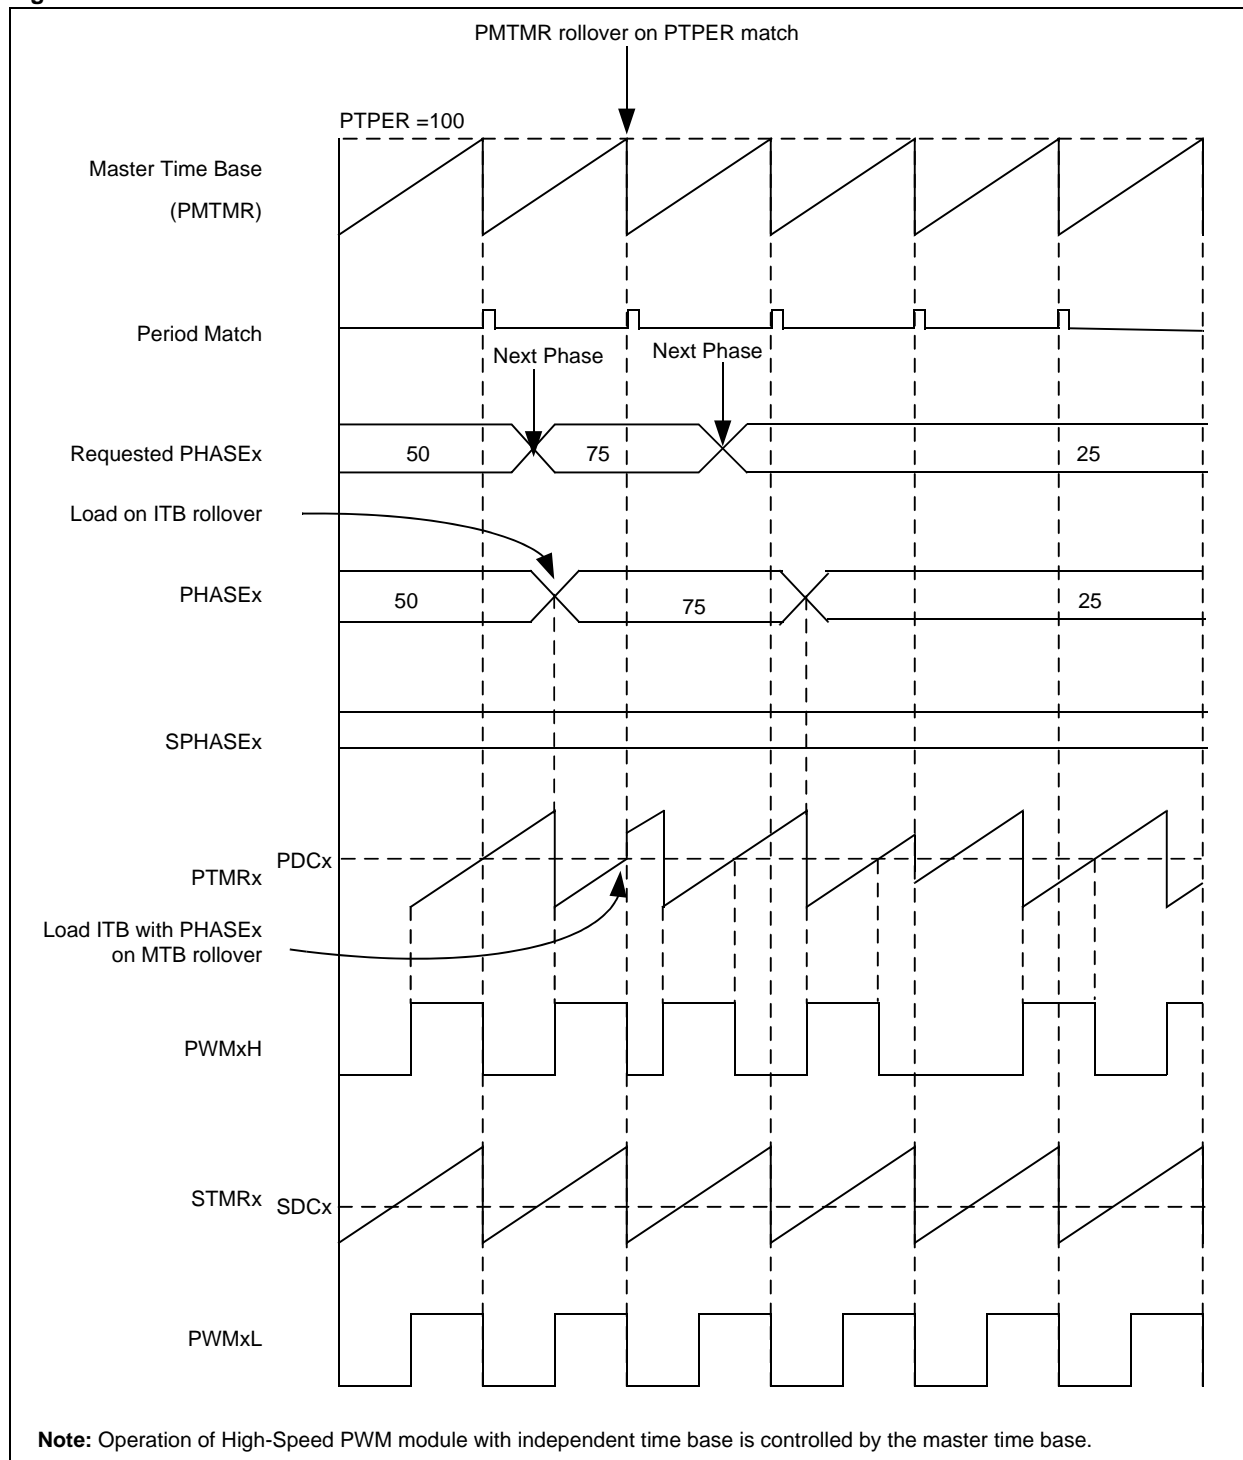 PMTMR rollover on PTPER match
PTPER =100
Master Time Base
(PMTMR)
Period Match
Next Phase
Next Phase
Requested PHASEx
50
75
25
Load on ITB rollover
PHASEx
50
75
25
SPHASEx
PDCx
PTMRx
Load ITB with PHASEx
on MTB rollover
PWMxH
STMRx
SDCx
PWMxL
Note: Operation of High-Speed PWM module with independent time base is controlled by the master time base.